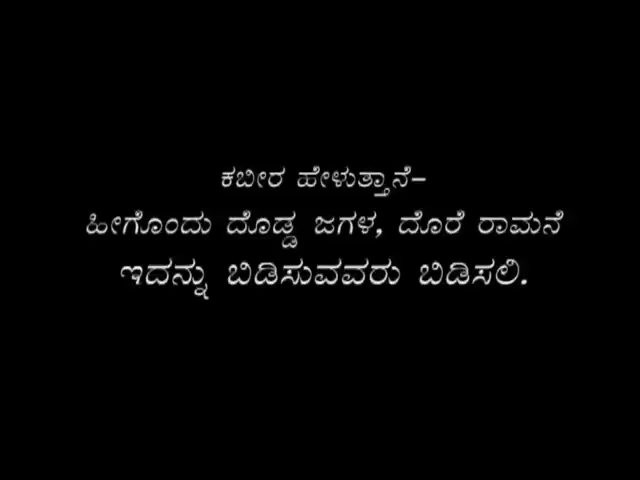 ಕಬೀರ ಹೇಳುತ್ತಾನೆ–
ಹೀಗೊಂದು ದೊಡ್ಡ ಜಗಳ, ದೊರೆ ರಾಮನೆ
ಇದನ್ನು ಬಿಡಿಸುವವರು ಬಿಡಿಸಲಿ.